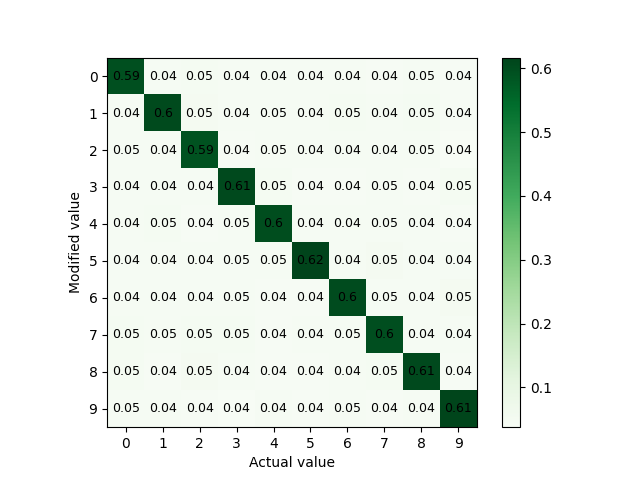 0 0.59 0.04 0.05 0.04 0.04 0.04 0.04 0.04 0.05 0.04
1 0.04 0.6 0.05 0.04 0.05 0.04 0.05 0.04 0.05 0.04
2 0.05 0.04 0.59 0.04 0.05 0.04 0.04 0.04 0.05 0.04
3 0.04 0.04 0.04 0.61 0.05 0.04 0.04 0.05 0.04 0.05
4 0.04 0.05 0.04 0.05 0.6 0.04 0.04 0.05 0.04 0.04
5 0.04 0.04 0.04 0.05 0.05 0.62 0.04 0.04 0.05 0.04
6 0.04 0.04 0.04 0.05 0.04 0.04 0.6 0.05 0.04 0.05
7 0.05 0.05 0.04 0.05 0.04 0.04 0.05 0.6 0.04 0.04
8 0.05 0.04 0.05 0.04 0.04 0.04 0.04 0.05 0.61 0.04
9 0.05 0.04 0.04 0.04 0.04 0.04 0.05 0.04 0.04 0.61
0 1 2 3 4 5 6 7 8 9
Actual value
Modified value
0.6
0.5
0.4
0.3
0.2
0.1